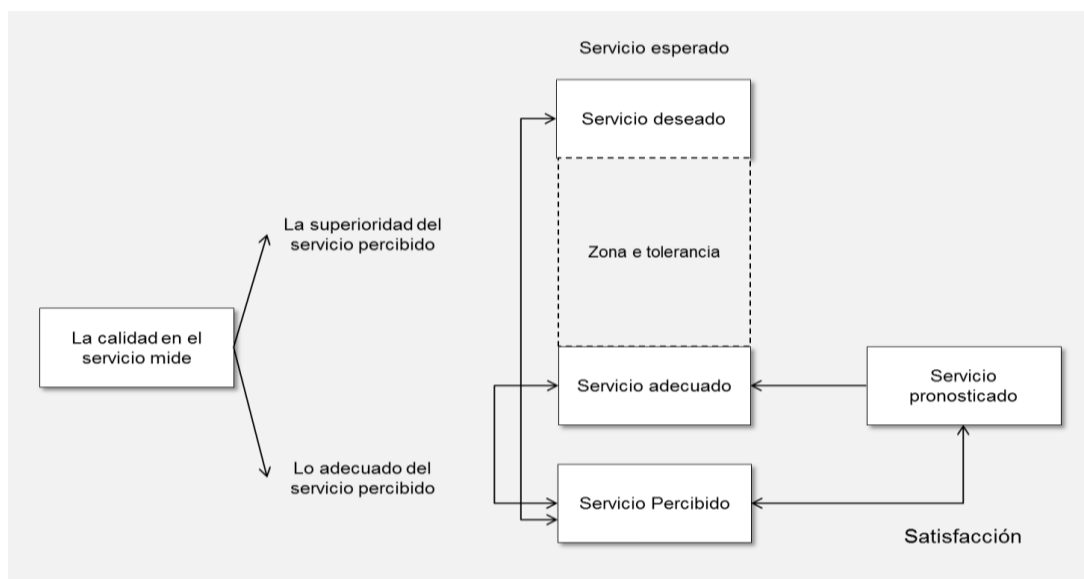 Servicio esperado
Servicio deseado
La superioridad del
servicio percibido
Zona e tolerancia
La calidad en el
servicio mide
Servicio adecuado
Servicio
pronosticado
Lo adecuado del
servicio percibido
Servicio Percibido
Satisfacción